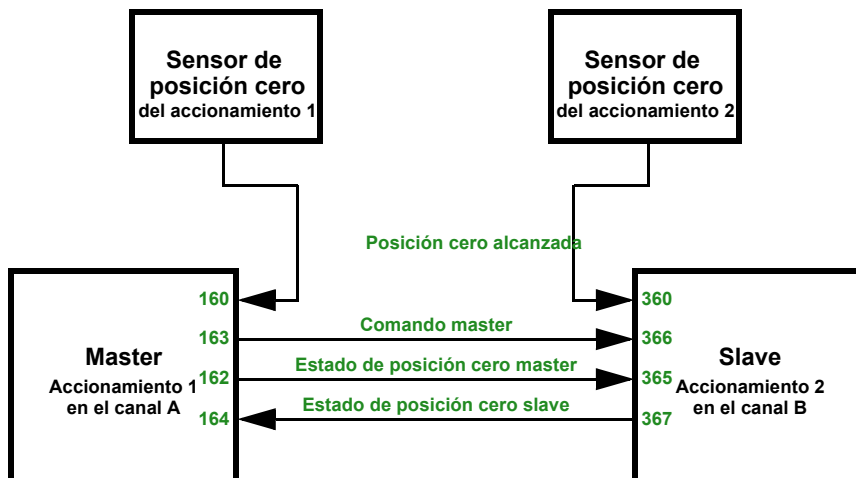 Sensor de
posición cero
del accionamiento 1
Sensor de
posición cero
del accionamiento 2
Posición cero alcanzada
160
360
163
Comando master
366
Master
Slave
162
Estado de posición cero master
365
Accionamiento 1
en el canal A
Accionamiento 2
en el canal B
164
Estado de posición cero slave
367